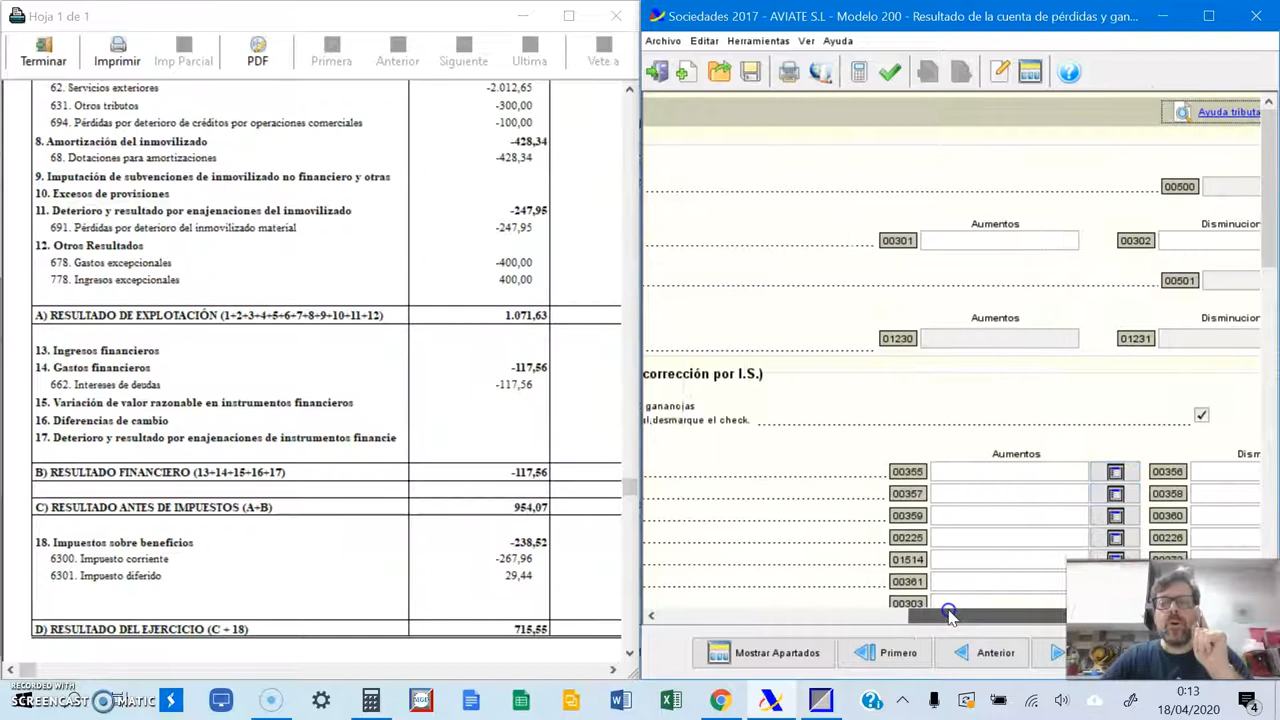 Hoja 1 de 1
Terminar
Imprimir
Imp Parcial
PDF
Primera
Anterior
Siguiente
Ultima
Vete a
62. Servicios exteriores -2.012,65
631. Otros tributos -300,00
694. Pérdidas por deterioro de créditos por operaciones comerciales -100,00
8. Amortización del inmovilizado -428,34
68. Dotaciones para amortizaciones -428,34
9. Imputación de subvenciones de inmovilizado no financiero y otras
10. Excesos de provisiones
11. Deterioro y resultado por enajenaciones del inmovilizado -247,95
691. Pérdidas por deterioro del inmovilizado material -247,95
12. Otros Resultados
678. Gastos excepcionales -400,00
778. Ingresos excepcionales 400,00
A) RESULTADO DE EXPLOTACIÓN (1+2+3+4+5+6+7+8+9+10+11+12) 1.071,63
13. Ingresos financieros
14. Gastos financieros -117,56
662. Intereses de deudas -117,56
15. Variación de valor razonable en instrumentos financieros
16. Diferencias de cambio
17. Deterioro y resultado por enajenaciones de instrumentos financie
B) RESULTADO FINANCIERO (13+14+15+16+17) -117,56
C) RESULTADO ANTES DE IMPUESTOS (A+B) 954,07
18. Impuestos sobre beneficios -238,52
6300. Impuesto corriente -267,96
6301. Impuesto diferido 29,44
D) RESULTADO DEL EJERCICIO (C + 18) 715,55
Sociedades 2017 - AVIATE S.L - Modelo 200 - Resultado de la cuenta de pérdidas y gan...
Archivo Editar Herramientas Ver Ayuda
Ayuda tributa
00500
Aumentos Disminucion
00301 00302
00501
Aumentos Disminucion
01230 01231
corrección por I.S.)
ganancias
al,desmarque el check.
Aumentos Dism
00355 00356
00357 00358
00359 00360
00225 00226
01514
00361
00303
Mostrar Apartados Primero Anterior
RECORDED WITH
SCREENCAST MATIC
0:13
18/04/2020
4